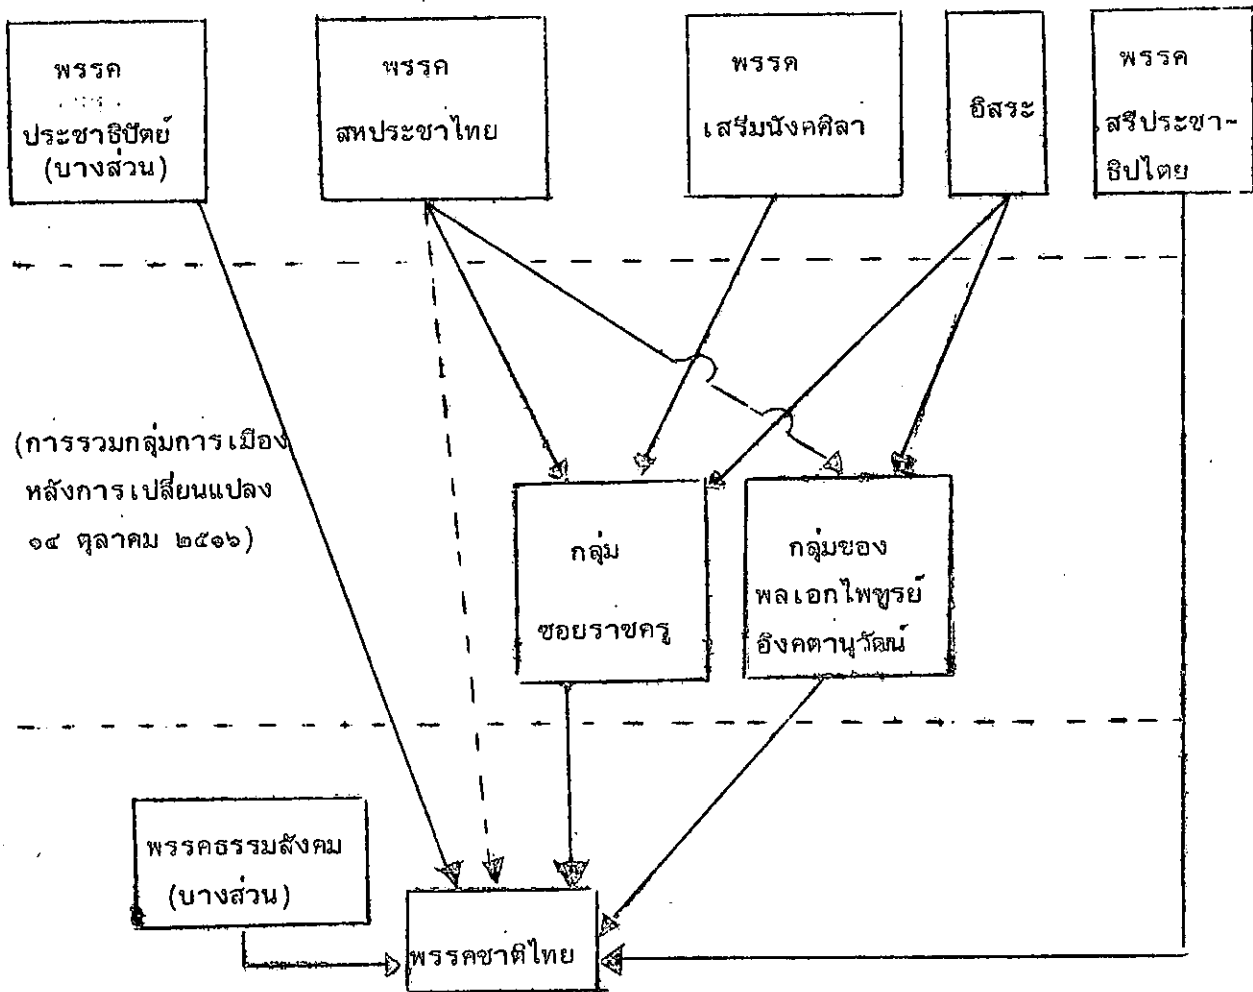 พรรค
ประชาธิปัตย์
(บางส่วน)
พรรค
สหประชาไทย
พรรค
เสรีมนังคศิลา
อิสระ
พรรค
สรีประชา-
ธิปไตย
(การรวมกลุ่มการเมือง
หลังการเปลี่ยนแปลง
๑๔ ตุลาคม ๒๕๑๖)
กลุ่ม
ซอยราชครู
กลุ่มของ
พลเอกไพฑูรย์
อิงคตานุวัฒน์
พรรคธรรมสังคม
(บางส่วน)
พรรคชาติไทย